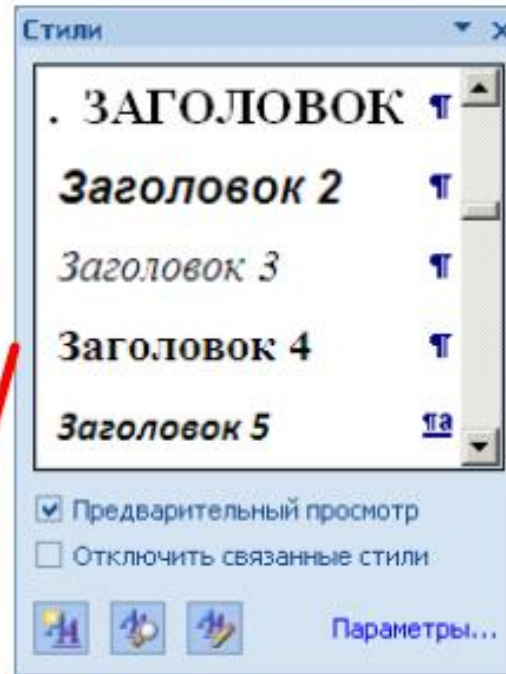 Стили
. ЗАГОЛОВОК ¶
Заголовок 2 ¶
Заголовок 3 ¶
Заголовок 4 ¶
Заголовок 5 ¶a
Предварительный просмотр
Отключить связанные стили
Параметры...